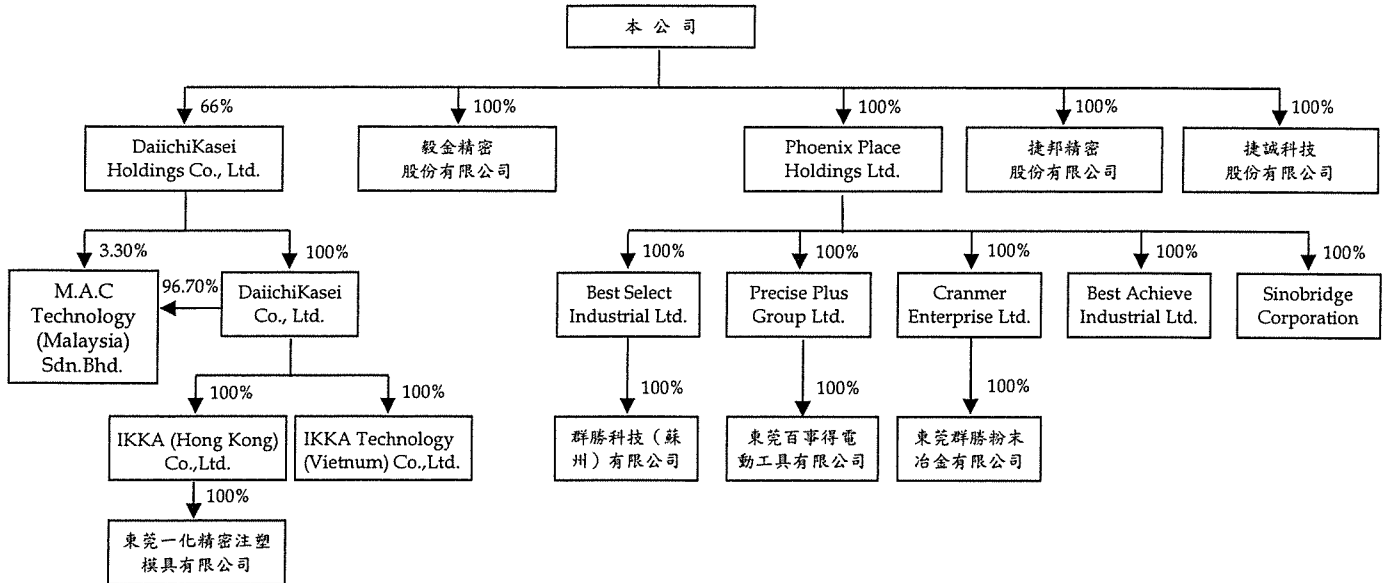 本公司
66%
100%
100%
100%
100%
DaiichiKasei
Holdings Co., Ltd.
毅金精密
股份有限公司
Phoenix Place
Holdings Ltd.
捷邦精密
股份有限公司
捷誠科技
股份有限公司
3.30%
100%
100%
100%
100%
100%
100%
M.A.C
Technology
(Malaysia)
Sdn.Bhd.
96.70%
DaiichiKasei
Co., Ltd.
Best Select
Industrial Ltd.
Precise Plus
Group Ltd.
Cranmer
Enterprise Ltd.
Best Achieve
Industrial Ltd.
Sinobridge
Corporation
100%
100%
100%
100%
100%
IKKA (Hong Kong)
Co.,Ltd.
IKKA Technology
(Vietnum) Co.,Ltd.
群勝科技（蘇
州）有限公司
東莞百事得電
動工具有限公司
東莞群勝粉末
冶金有限公司
100%
東莞一化精密注塑
模具有限公司